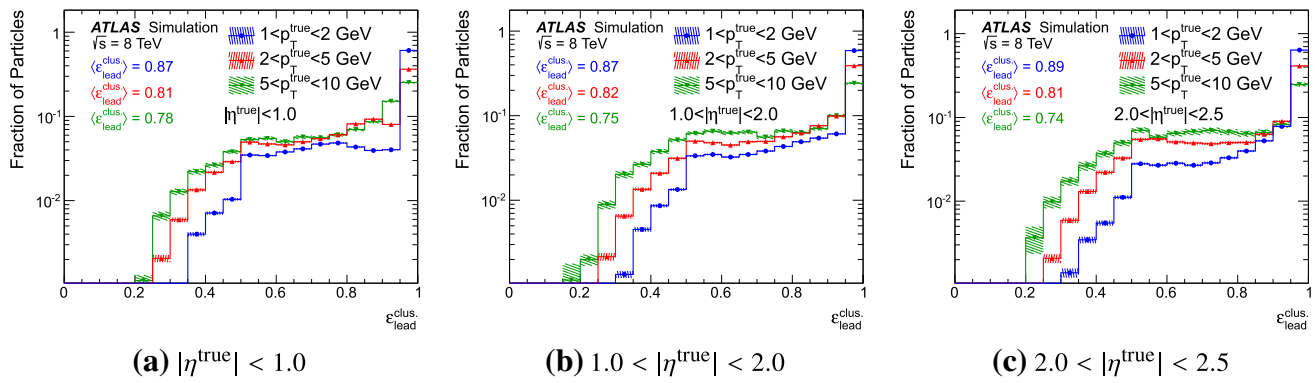 Fraction of Particles
1
10⁻¹
10⁻²
ATLAS Simulation
√s = 8 TeV
⟨ε_lead^clus.⟩ = 0.87
⟨ε_lead^clus.⟩ = 0.81
⟨ε_lead^clus.⟩ = 0.78
1<p_T^true<2 GeV
2<p_T^true<5 GeV
5<p_T^true<10 GeV
|η^true|<1.0
0 0.2 0.4 0.6 0.8 1
ε_lead^clus.
(a) |η^true| < 1.0
Fraction of Particles
1
10⁻¹
10⁻²
ATLAS Simulation
√s = 8 TeV
⟨ε_lead^clus.⟩ = 0.87
⟨ε_lead^clus.⟩ = 0.82
⟨ε_lead^clus.⟩ = 0.75
1<p_T^true<2 GeV
2<p_T^true<5 GeV
5<p_T^true<10 GeV
1.0<|η^true|<2.0
0 0.2 0.4 0.6 0.8 1
ε_lead^clus.
(b) 1.0 < |η^true| < 2.0
Fraction of Particles
1
10⁻¹
10⁻²
ATLAS Simulation
√s = 8 TeV
⟨ε_lead^clus.⟩ = 0.89
⟨ε_lead^clus.⟩ = 0.81
⟨ε_lead^clus.⟩ = 0.74
1<p_T^true<2 GeV
2<p_T^true<5 GeV
5<p_T^true<10 GeV
2.0<|η^true|<2.5
0 0.2 0.4 0.6 0.8 1
ε_lead^clus.
(c) 2.0 < |η^true| < 2.5